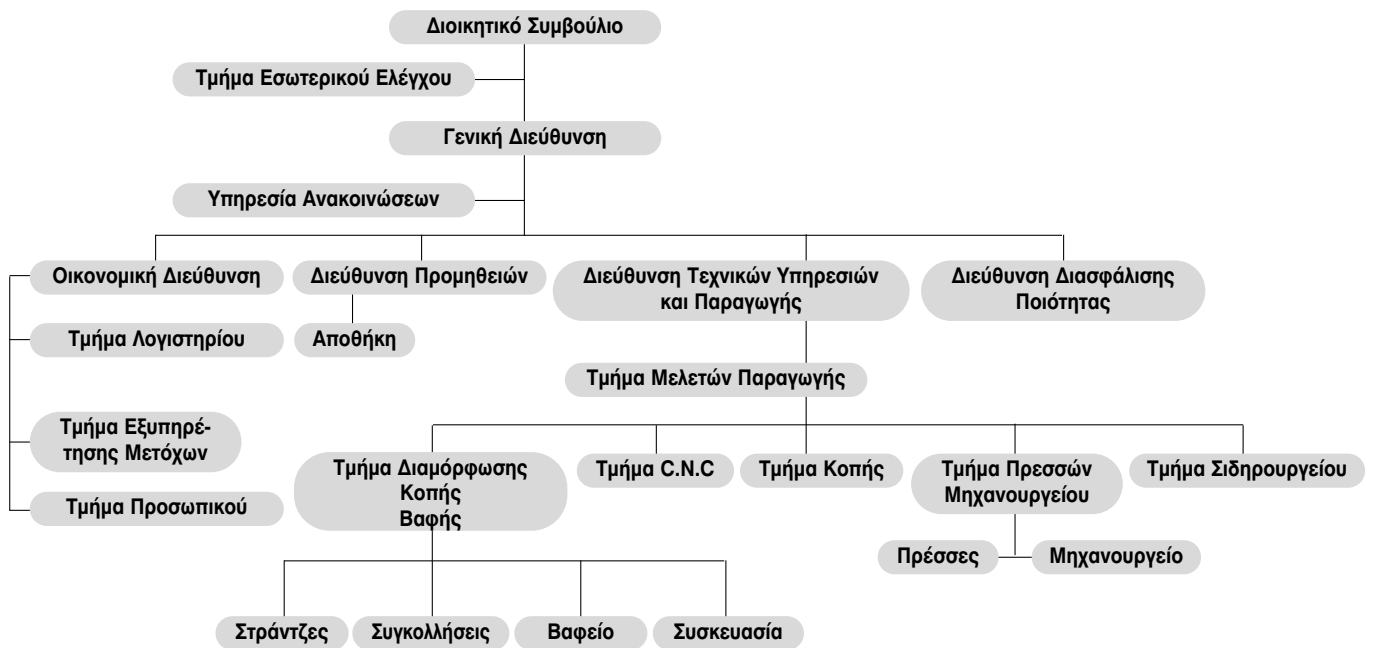 Διοικητικό Συμβούλιο
Τμήμα Εσωτερικού Ελέγχου
Γενική Διεύθυνση
Υπηρεσία Ανακοινώσεων
Οικονομική Διεύθυνση
Διεύθυνση Προμηθειών
Διεύθυνση Τεχνικών Υπηρεσιών
και Παραγωγής
Διεύθυνση Διασφάλισης
Ποιότητας
Τμήμα Λογιστηρίου
Αποθήκη
Τμήμα Μελετών Παραγωγής
Τμήμα Εξυπηρέ-
τησης Μετόχων
Τμήμα Προσωπικού
Τμήμα Διαμόρφωσης
Κοπής
Βαφής
Τμήμα C.N.C
Τμήμα Κοπής
Τμήμα Πρεσσών
Μηχανουργείου
Τμήμα Σιδηρουργείου
Πρέσσες
Μηχανουργείο
Στράντζες
Συγκολλήσεις
Βαφείο
Συσκευασία